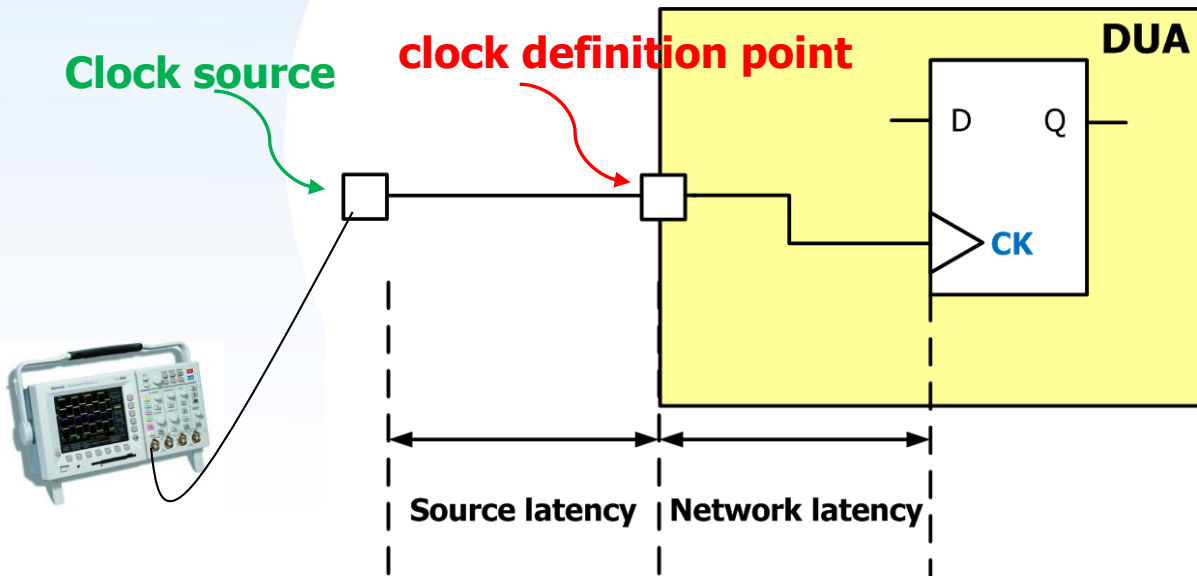 DUA
clock definition point
Clock source
D
Q
CK
Source latency
Network latency